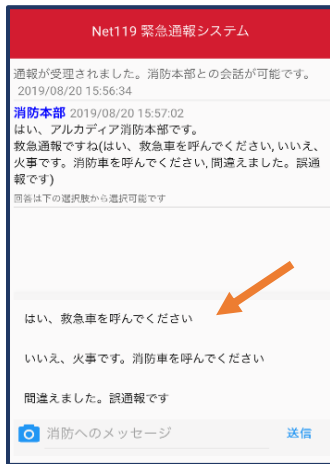 Net119 緊急通報システム
通報が受理されました。消防本部との会話が可能です。
2019/08/20 15:56:34
消防本部 2019/08/20 15:57:02
はい、アルカディア消防本部です。
救急通報ですね(はい、救急車を呼んでください, いいえ、
火事です。消防車を呼んでください, 間違えました。誤通
報です)
回答は下の選択肢から選択可能です
はい、救急車を呼んでください
いいえ、火事です。消防車を呼んでください
間違えました。誤通報です
消防へのメッセージ
送信